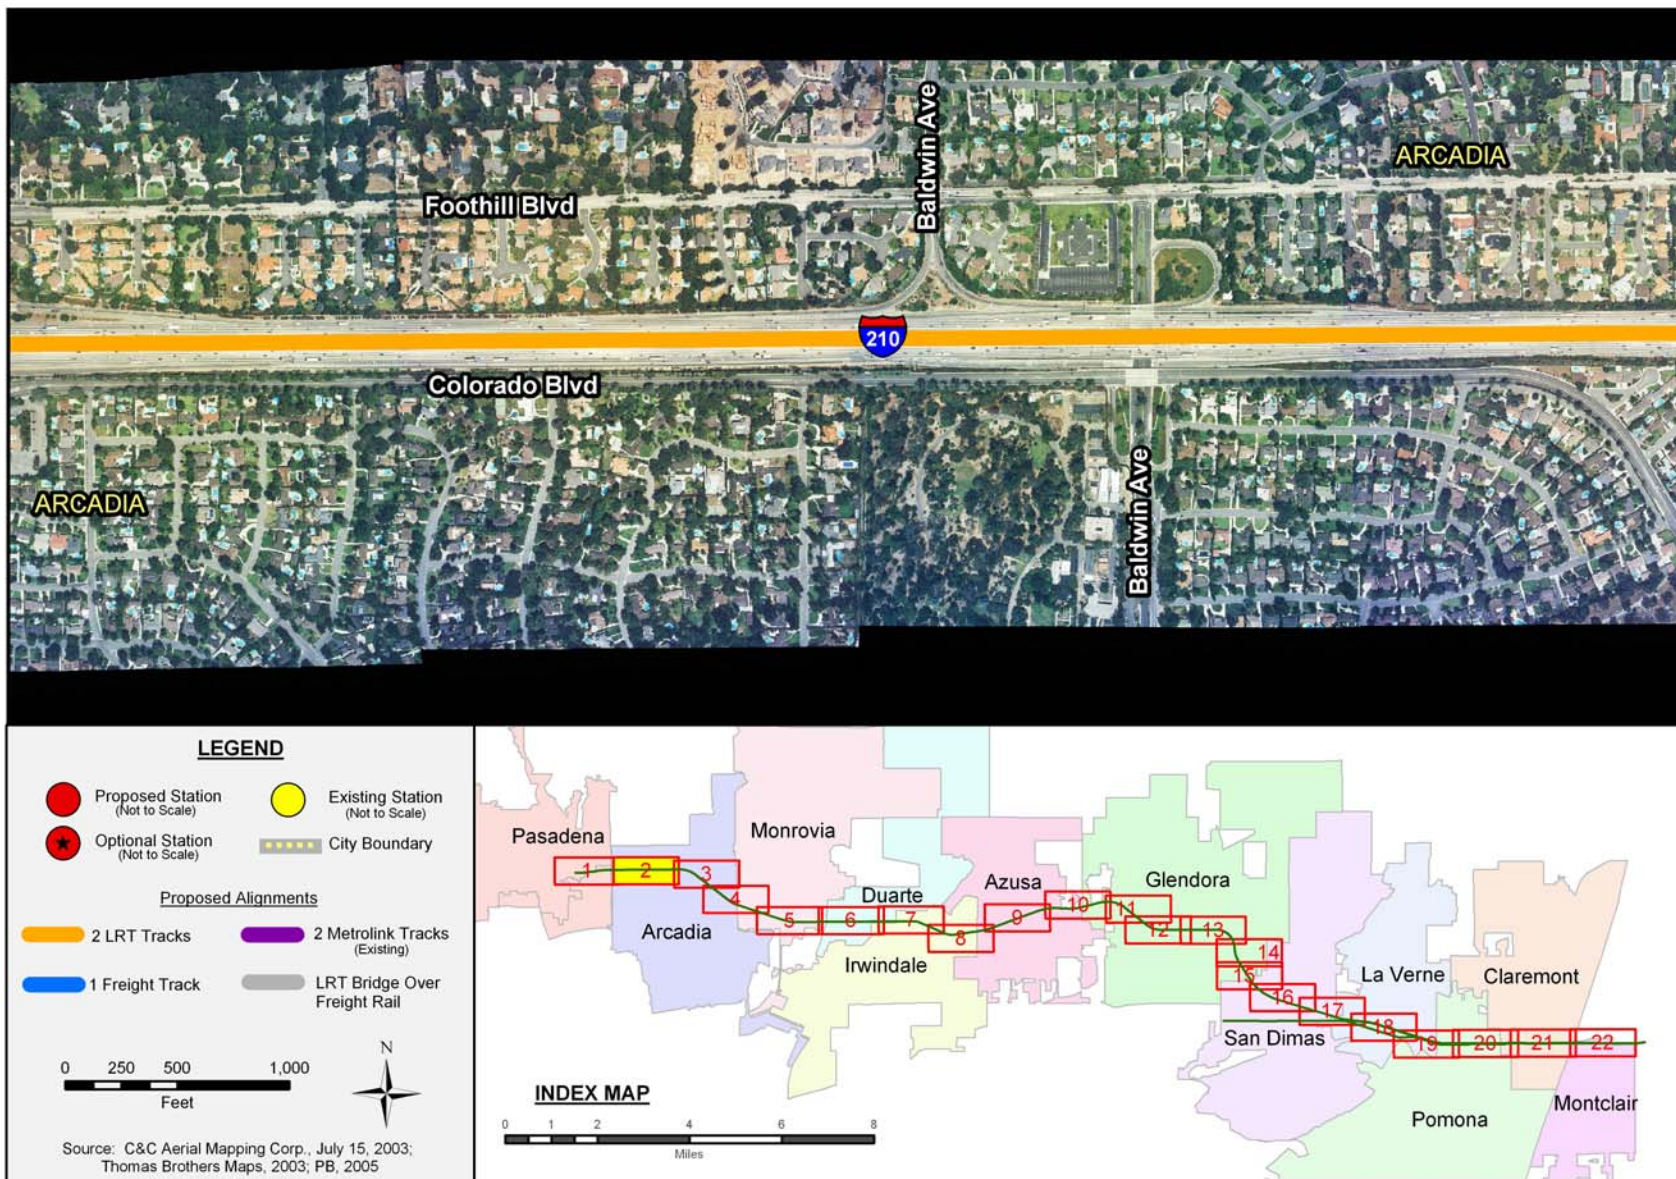 Baldwin Ave
ARCADIA
Foothill Blvd
210
Colorado Blvd
ARCADIA
Baldwin Ave
LEGEND
Proposed Station
(Not to Scale)
Existing Station
(Not to Scale)
Optional Station
(Not to Scale)
City Boundary
Proposed Alignments
2 LRT Tracks
2 Metrolink Tracks
(Existing)
1 Freight Track
LRT Bridge Over
Freight Rail
0 250 500 1,000
Feet
N
Source: C&C Aerial Mapping Corp., July 15, 2003;
Thomas Brothers Maps, 2003; PB, 2005
Pasadena
Monrovia
Arcadia
Duarte
Irwindale
Azusa
Glendora
San Dimas
La Verne
Claremont
Pomona
Montclair
1
2
3
4
5
6
7
8
9
10
11
12
13
14
15
16
17
18
19
20
21
22
INDEX MAP
0 1 2 4 6 8
Miles